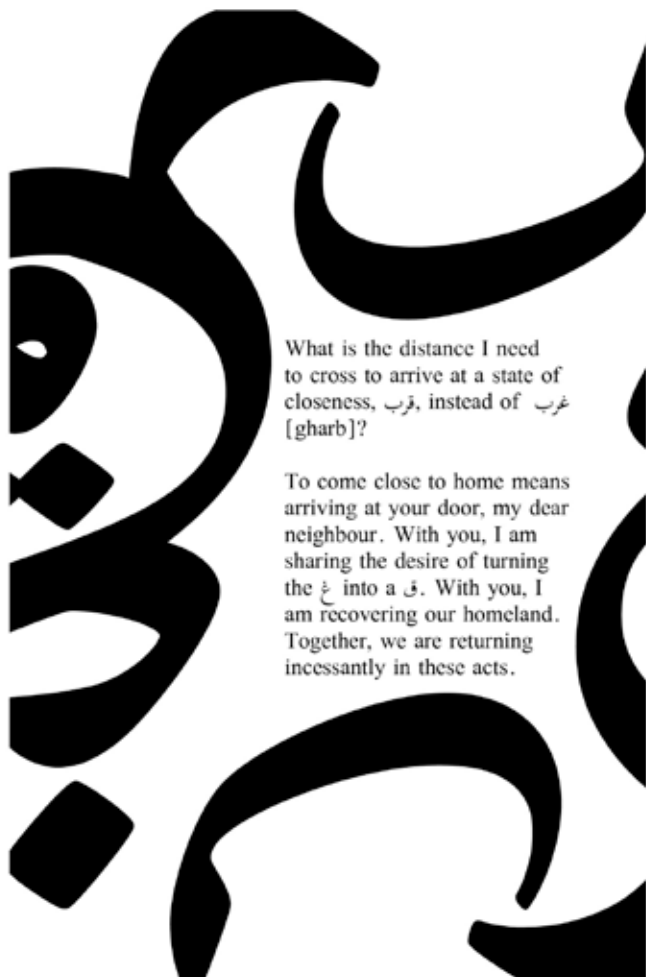 What is the distance I need
to cross to arrive at a state of
closeness, قرب, instead of غرب
[gharb]?
To come close to home means
arriving at your door, my dear
neighbour. With you, I am
sharing the desire of turning
the غ into a ق. With you, I
am recovering our homeland.
Together, we are returning
incessantly in these acts.